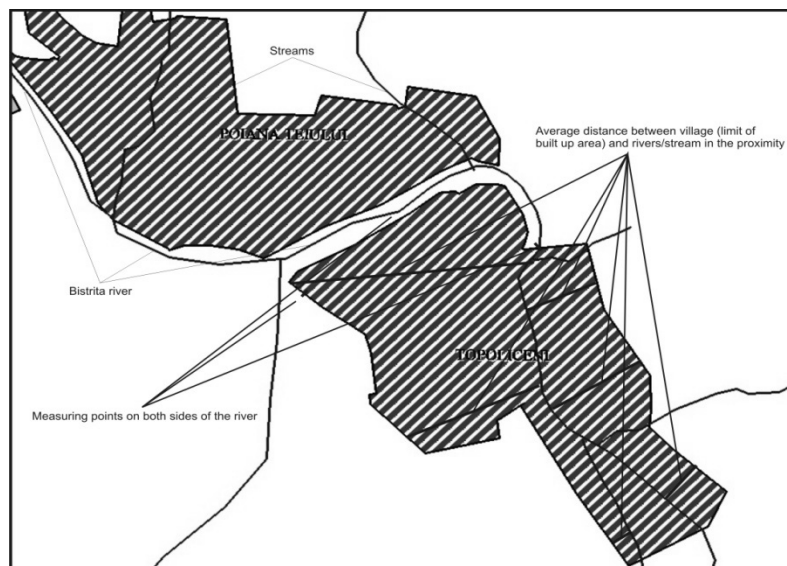 Streams
POIANA TEIULUI
Average distance between village (limit of
built up area) and rivers/stream in the proximity
Bistrita river
TOPOLICENI
Measuring points on both sides of the river